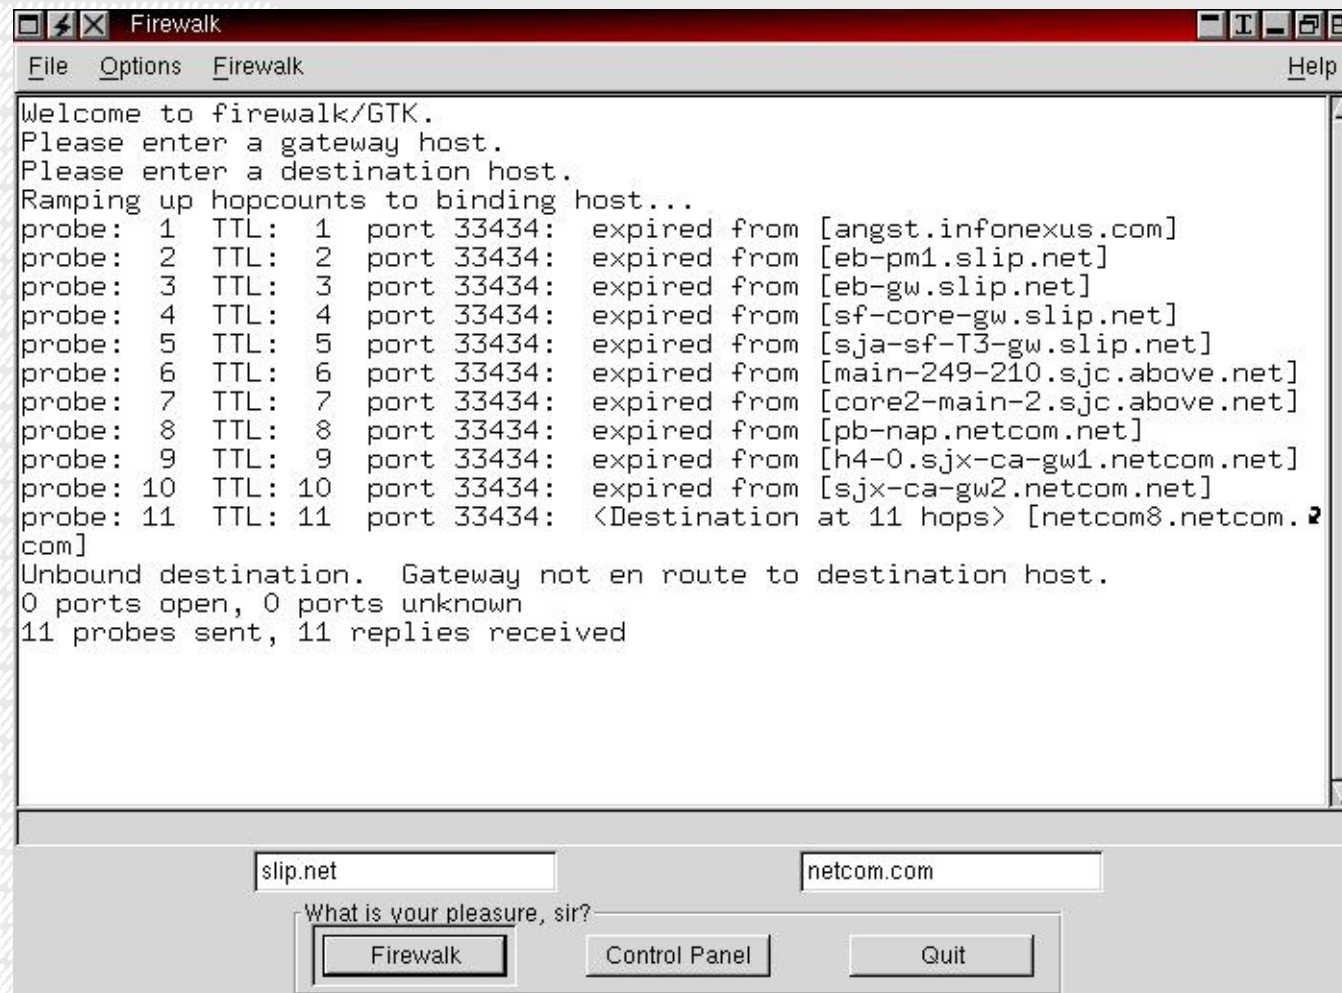 Firewalk
File Options Firewalk Help
Welcome to firewalk/GTK.
Please enter a gateway host.
Please enter a destination host.
Ramping up hopcounts to binding host...
probe:  1  TTL:  1  port 33434:  expired from [angst.infonexus.com]
probe:  2  TTL:  2  port 33434:  expired from [eb-pm1.slip.net]
probe:  3  TTL:  3  port 33434:  expired from [eb-gw.slip.net]
probe:  4  TTL:  4  port 33434:  expired from [sf-core-gw.slip.net]
probe:  5  TTL:  5  port 33434:  expired from [sja-sf-T3-gw.slip.net]
probe:  6  TTL:  6  port 33434:  expired from [main-249-210.sjc.above.net]
probe:  7  TTL:  7  port 33434:  expired from [core2-main-2.sjc.above.net]
probe:  8  TTL:  8  port 33434:  expired from [pb-nap.netcom.net]
probe:  9  TTL:  9  port 33434:  expired from [h4-0.sjx-ca-gw1.netcom.net]
probe: 10  TTL: 10  port 33434:  expired from [sjx-ca-gw2.netcom.net]
probe: 11  TTL: 11  port 33434:  <Destination at 11 hops> [netcom8.netcom.
com]
Unbound destination.  Gateway not en route to destination host.
0 ports open, 0 ports unknown
11 probes sent, 11 replies received
slip.net netcom.com
What is your pleasure, sir?
Firewalk Control Panel Quit